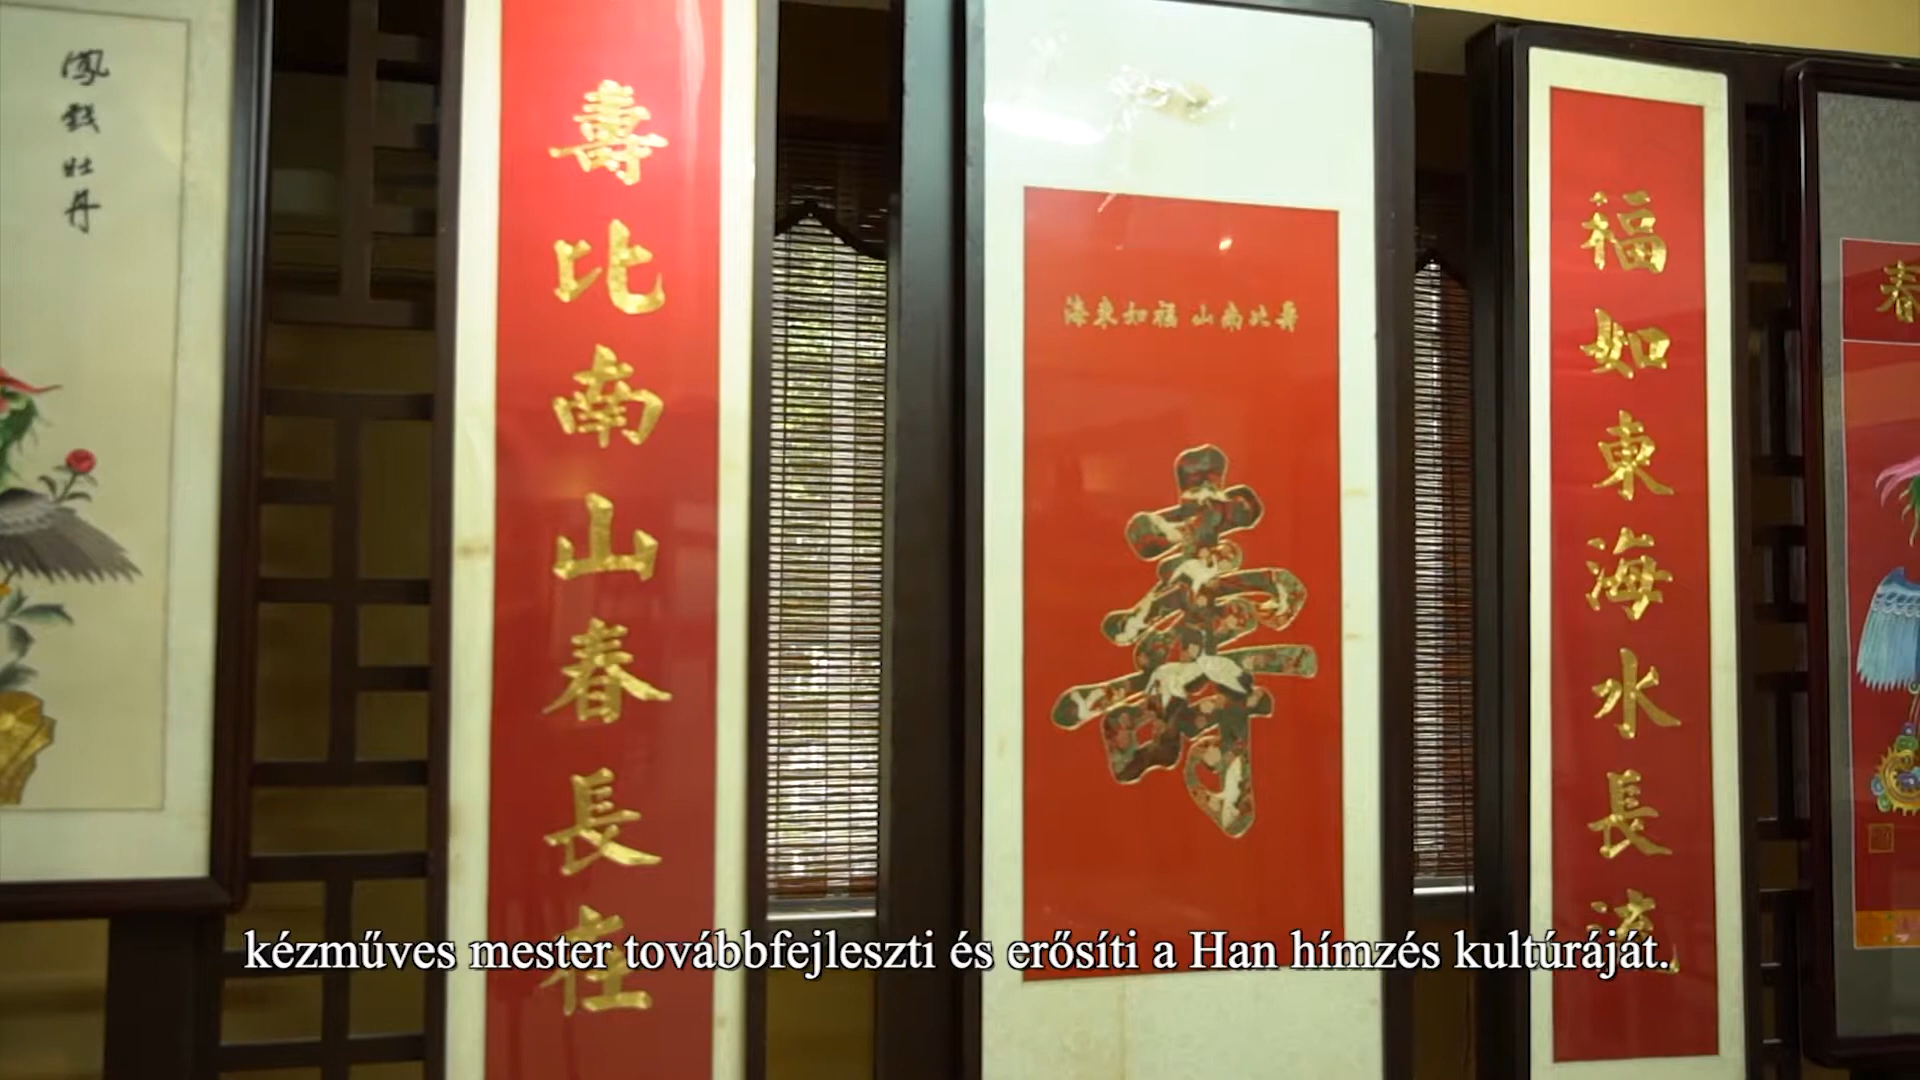 鳳戲牡丹
壽比南山春長在
海東如福 山南比壽
壽
福如東海水長流
春
kézműves mester továbbfejleszti és erősíti a Han hímzés kultúráját.